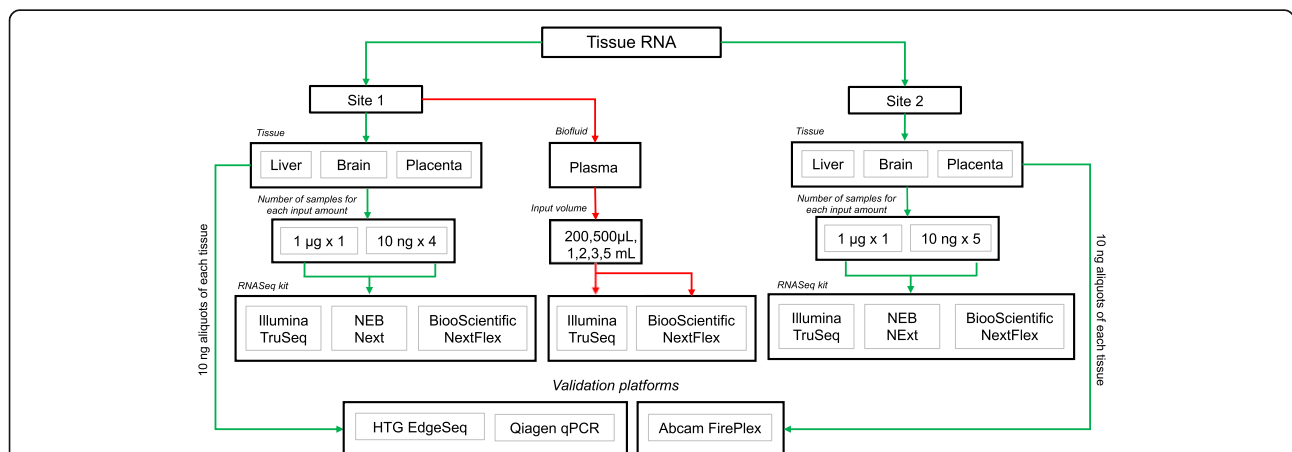 Tissue RNA
Site 1
Site 2
Tissue
Biofluid
Tissue
Liver
Brain
Placenta
Plasma
Liver
Brain
Placenta
Number of samples for
each input amount
Input volume
Number of samples for
each input amount
1 µg x 1
10 ng x 4
200,500µL,
1,2,3,5 mL
1 µg x 1
10 ng x 5
RNASeq kit
RNASeq kit
Illumina
TruSeq
NEB
Next
BiooScientific
NextFlex
Illumina
TruSeq
BiooScientific
NextFlex
Illumina
TruSeq
NEB
NExt
BiooScientific
NextFlex
10 ng aliquots of each tissue
10 ng aliquots of each tissue
Validation platforms
HTG EdgeSeq
Qiagen qPCR
Abcam FirePlex